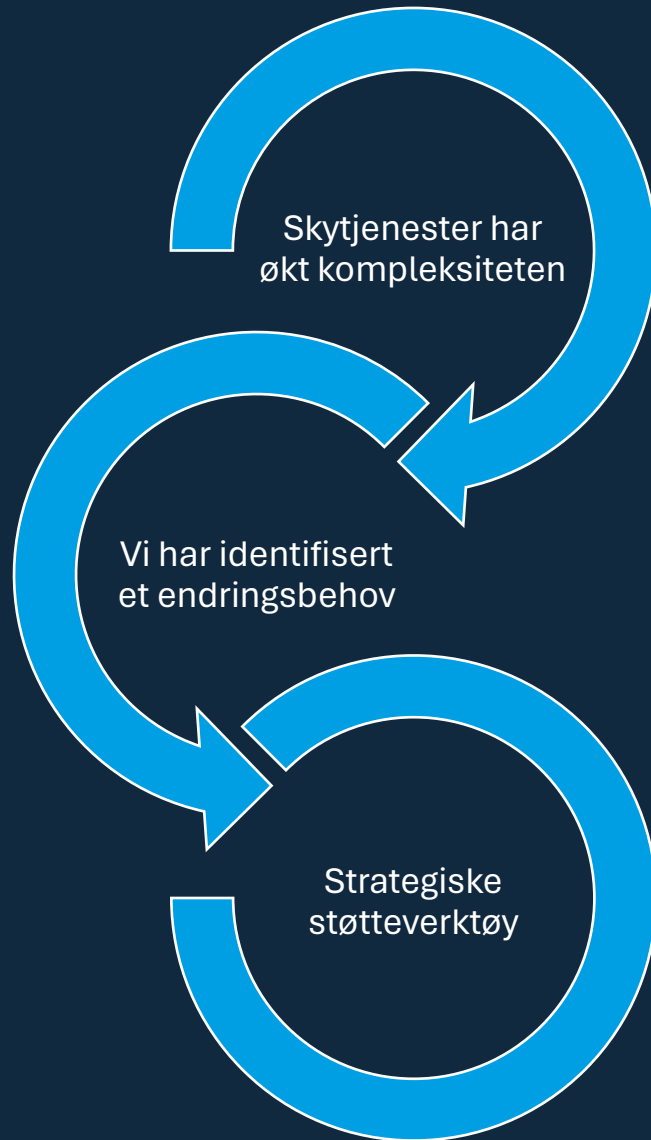 Skytjenester har
økt kompleksiteten
Vi har identifisert
et endringsbehov
Strategiske
støtteverktøy